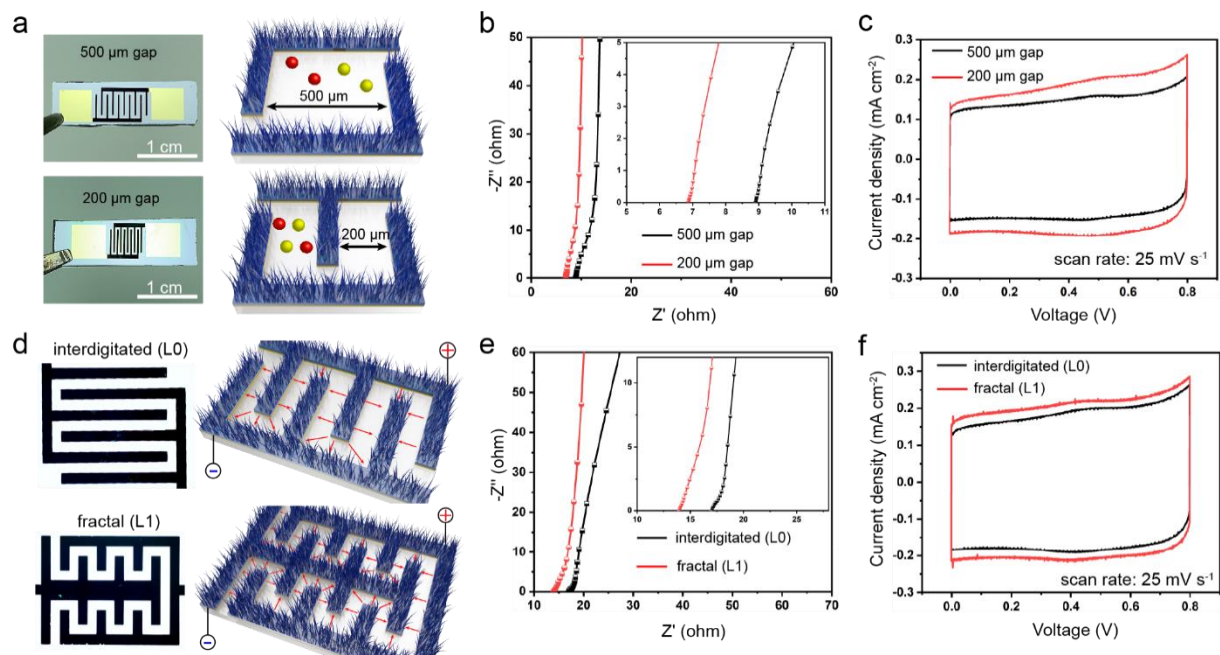 a
500 µm gap
1 cm
500 µm
200 µm gap
1 cm
200 µm
b
-Z'' (ohm)
50
40
30
20
10
0
0 20 40 60
Z' (ohm)
5
4
3
2
1
0
5 6 7 8 9 10 11
500 µm gap
200 µm gap
c
Current density (mA cm⁻²)
500 µm gap
200 µm gap
0.3
0.2
0.1
0.0
-0.1
-0.2
-0.3
scan rate: 25 mV s⁻¹
0.0 0.2 0.4 0.6 0.8
Voltage (V)
d
interdigitated (L0)
+
−
fractal (L1)
+
−
e
-Z'' (ohm)
60
50
40
30
20
10
0
10 20 30 40 50 60
Z' (ohm)
10
5
0
10 15 20 25
interdigitated (L0)
fractal (L1)
f
Current density (mA cm⁻²)
interdigitated (L0)
fractal (L1)
0.3
0.2
0.1
0.0
-0.1
-0.2
-0.3
scan rate: 25 mV s⁻¹
0.0 0.2 0.4 0.6 0.8
Voltage (V)